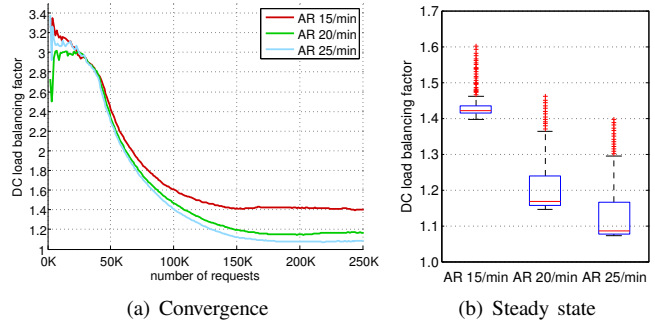 3.4
3.2
3
2.8
2.6
2.4
2.2
2
1.8
1.6
1.4
1.2
1
DC load balancing factor
AR 15/min
AR 20/min
AR 25/min
0K 50K 100K 150K 200K 250K
number of requests
(a) Convergence
1.7
1.6
1.5
1.4
1.3
1.2
1.1
1.0
DC load balancing factor
AR 15/min AR 20/min AR 25/min
(b) Steady state